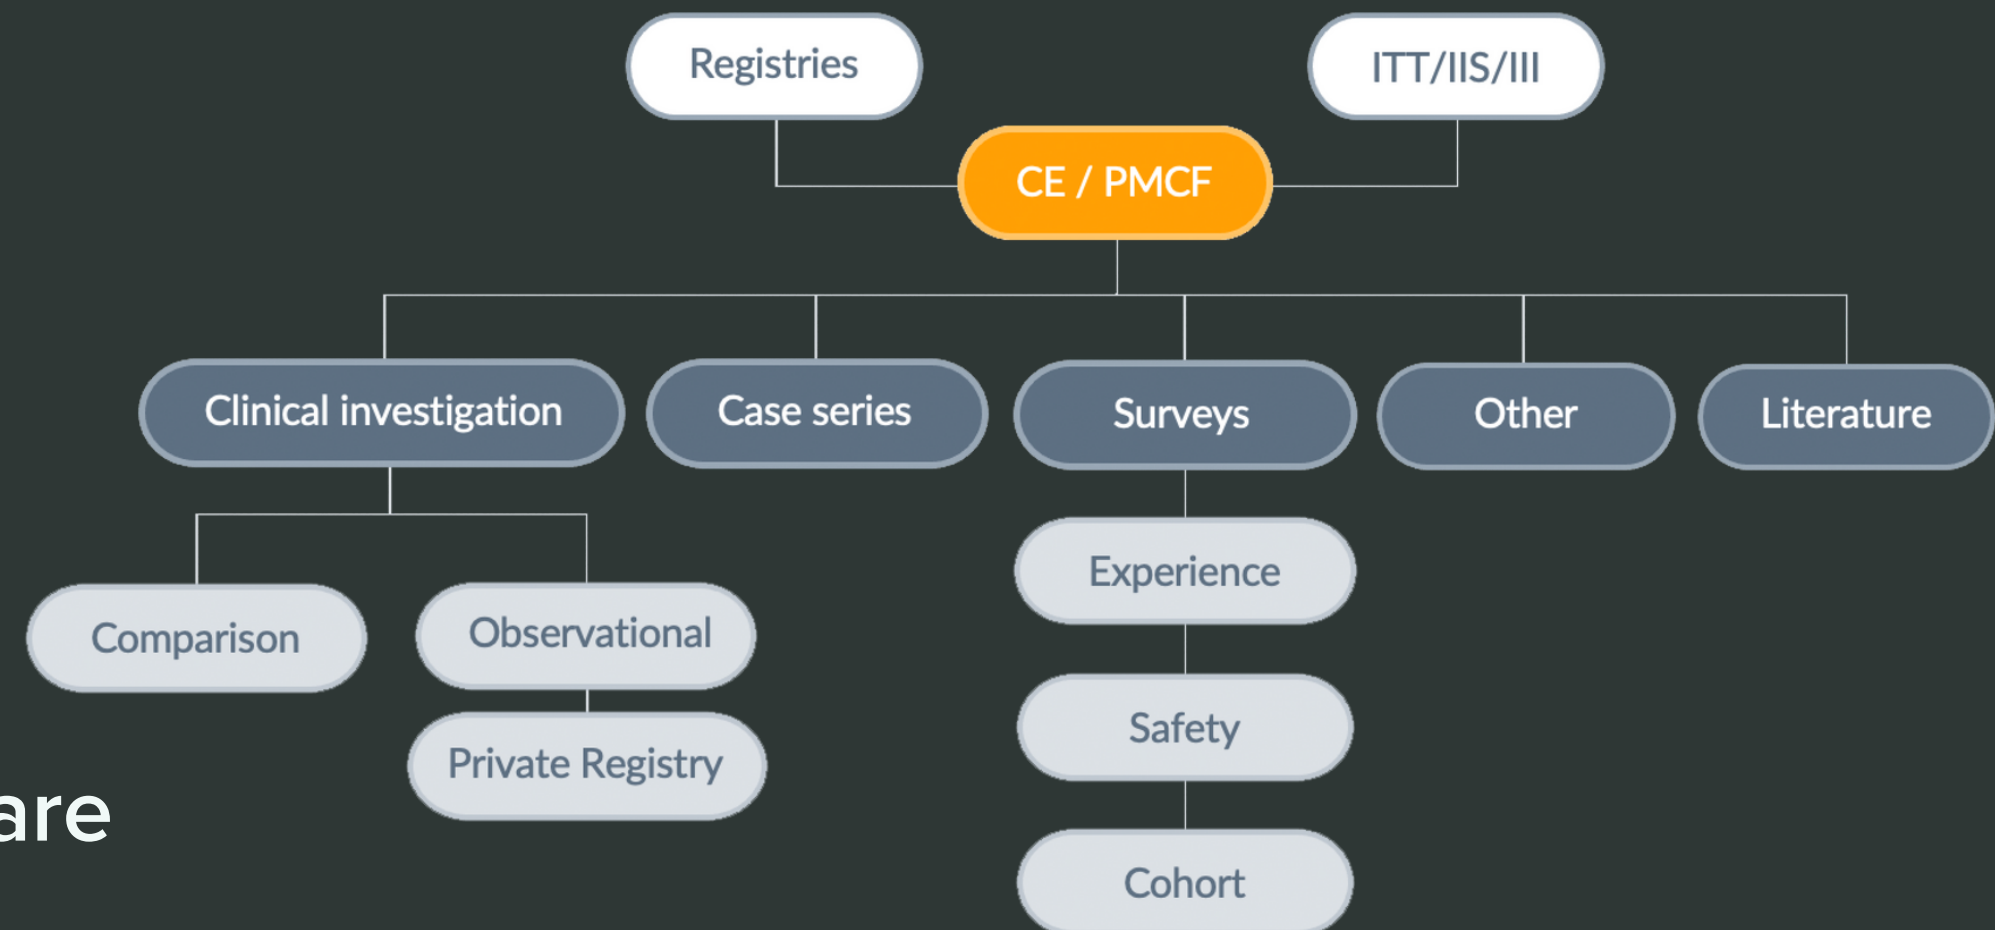 Registries
ITT/IIS/III
CE / PMCF
Clinical investigation
Case series
Surveys
Other
Literature
Experience
Comparison
Observational
Safety
Private Registry
are
Cohort